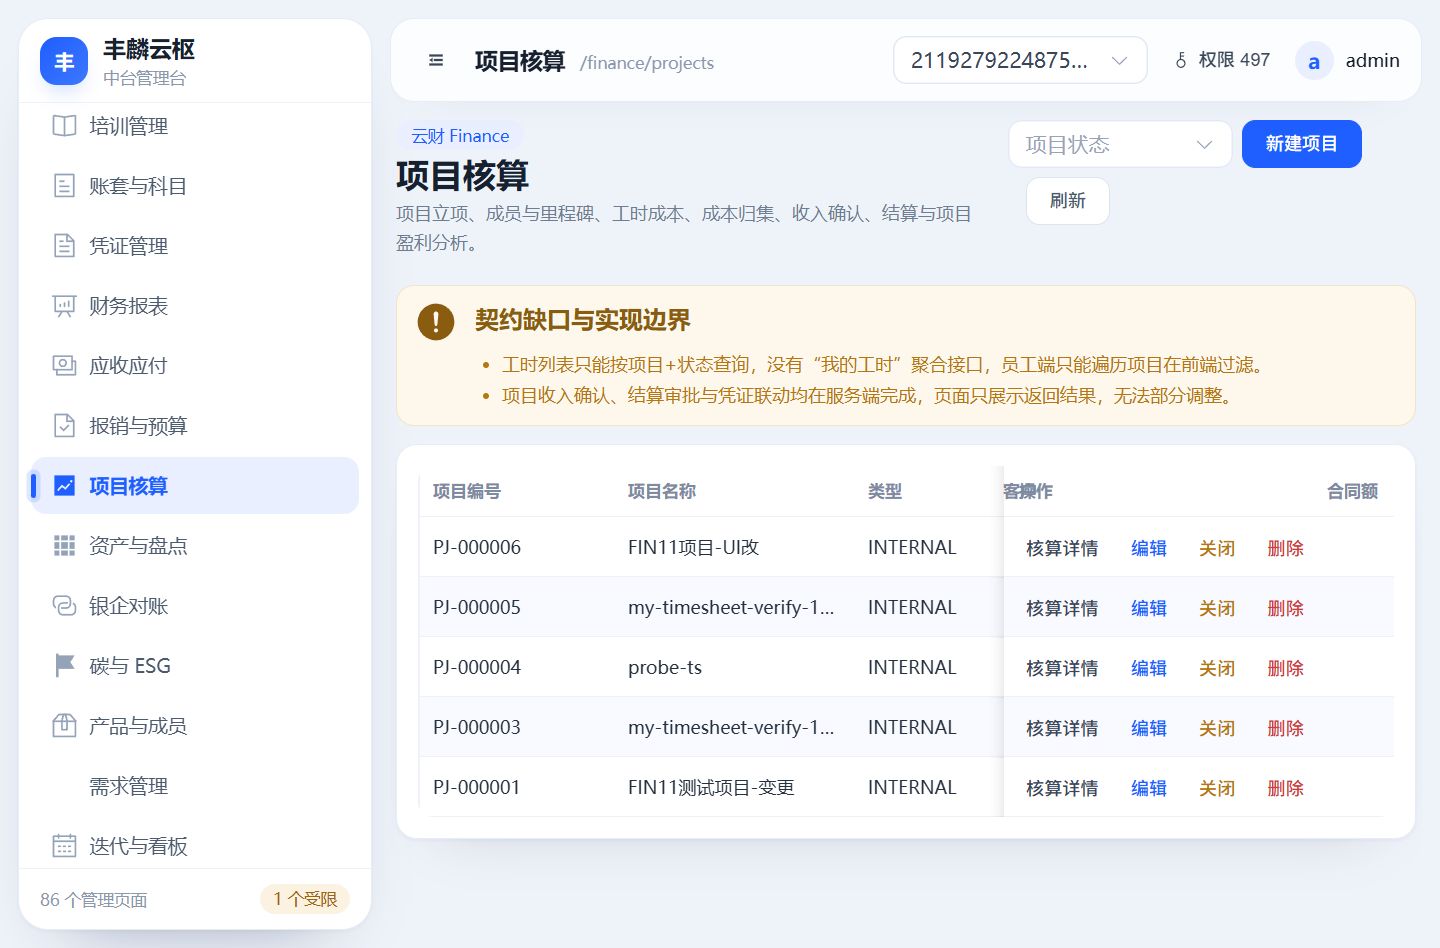 丰
丰麟云枢
中台管理台
培训管理
账套与科目
凭证管理
财务报表
应收应付
报销与预算
项目核算
资产与盘点
银企对账
碳与 ESG
产品与成员
需求管理
迭代与看板
86 个管理页面
1 个受限
项目核算 /finance/projects
2119279224875...
权限 497
a
admin
云财 Finance
项目核算
项目立项、成员与里程碑、工时成本、成本归集、收入确认、结算与项目
盈利分析。
项目状态
新建项目
刷新
契约缺口与实现边界
• 工时列表只能按项目+状态查询，没有“我的工时”聚合接口，员工端只能遍历项目在前端过滤。
• 项目收入确认、结算审批与凭证联动均在服务端完成，页面只展示返回结果，无法部分调整。
项目编号 项目名称 类型 客 操作 合同额
PJ-000006 FIN11项目-UI改 INTERNAL 核算详情 编辑 关闭 删除
PJ-000005 my-timesheet-verify-1... INTERNAL 核算详情 编辑 关闭 删除
PJ-000004 probe-ts INTERNAL 核算详情 编辑 关闭 删除
PJ-000003 my-timesheet-verify-1... INTERNAL 核算详情 编辑 关闭 删除
PJ-000001 FIN11测试项目-变更 INTERNAL 核算详情 编辑 关闭 删除